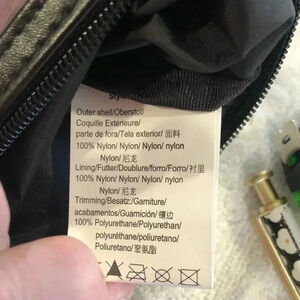 Outer shell/Oberstof/
Coquille Extérieure/
parte de fora/Tela exterior/ 面料
100% Nylon/ Nylon/ Nylon/ nylon
Nylon/ 尼龙
Lining/Futter/Doublure/forro/Forro/衬里
100% Nylon/ Nylon/ Nylon/ nylon
Nylon/ 尼龙
Trimming/Besatz/Garniture/
acabamentos/Guarnición/ 镶边
100% Polyurethane/Polyurethan/
polyuréthane/poliuretano/
Poliuretano/聚氨酯